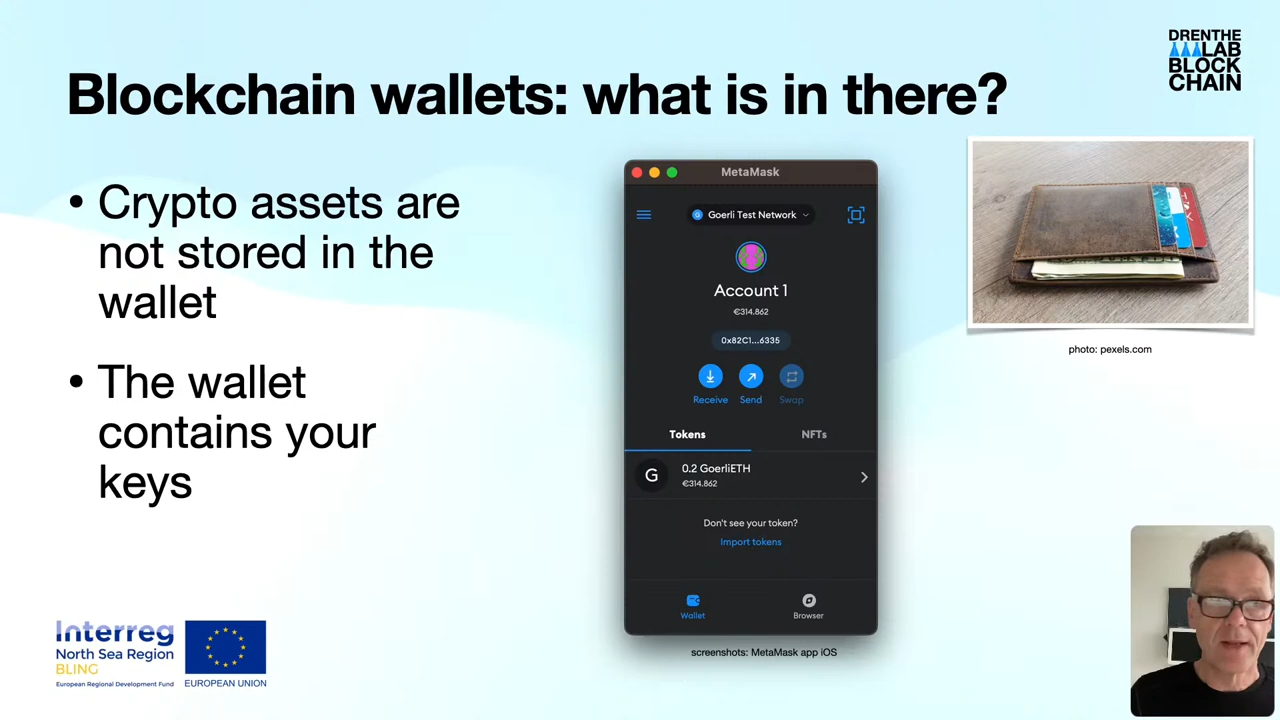 DRENTHE
LAB
BLOCK
CHAIN
Blockchain wallets: what is in there?
• Crypto assets are
not stored in the
wallet
• The wallet
contains your
keys
MetaMask
G Goerli Test Network
Account 1
€314.862
0x82C1...6335
Receive Send Swap
Tokens NFTs
G
0.2 GoerliETH
€314.862
Don't see your token?
Import tokens
Wallet Browser
screenshots: MetaMask app iOS
photo: pexels.com
Interreg
North Sea Region
BLING
European Regional Development Fund
EUROPEAN UNION